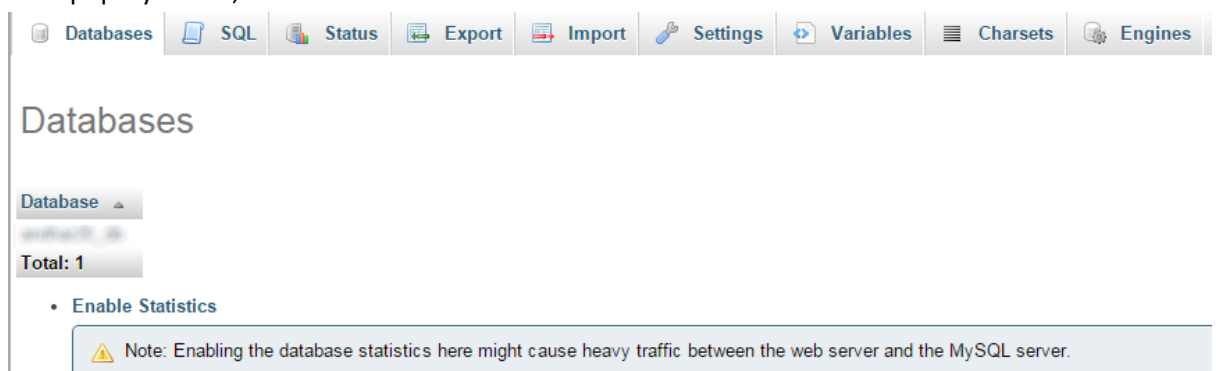 Databases SQL Status Export Import Settings Variables Charsets Engines
Databases
Database
Total: 1
• Enable Statistics
Note: Enabling the database statistics here might cause heavy traffic between the web server and the MySQL server.